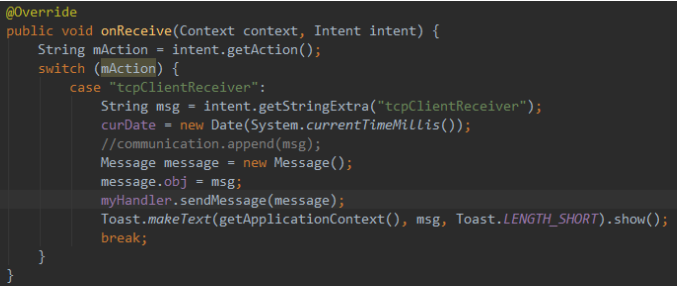 @Override
public void onReceive(Context context, Intent intent) {
    String mAction = intent.getAction();
    switch (mAction) {
        case "tcpClientReceiver":
            String msg = intent.getStringExtra("tcpClientReceiver");
            curDate = new Date(System.currentTimeMillis());
            //communication.append(msg);
            Message message = new Message();
            message.obj = msg;
            myHandler.sendMessage(message);
            Toast.makeText(getApplicationContext(), msg, Toast.LENGTH_SHORT).show();
            break;
    }
}